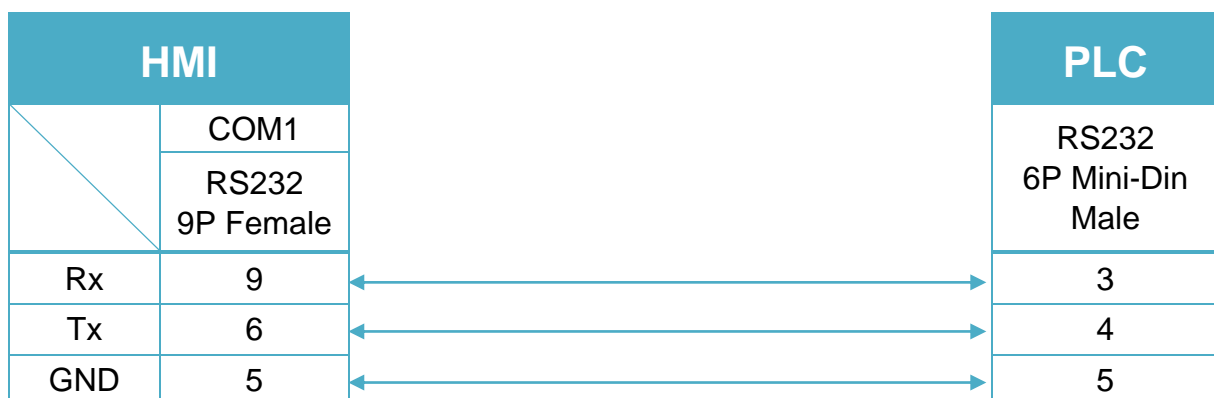 HMI PLC
COM1
RS232
9P Female
RS232
6P Mini-Din
Male
Rx 9 3
Tx 6 4
GND 5 5